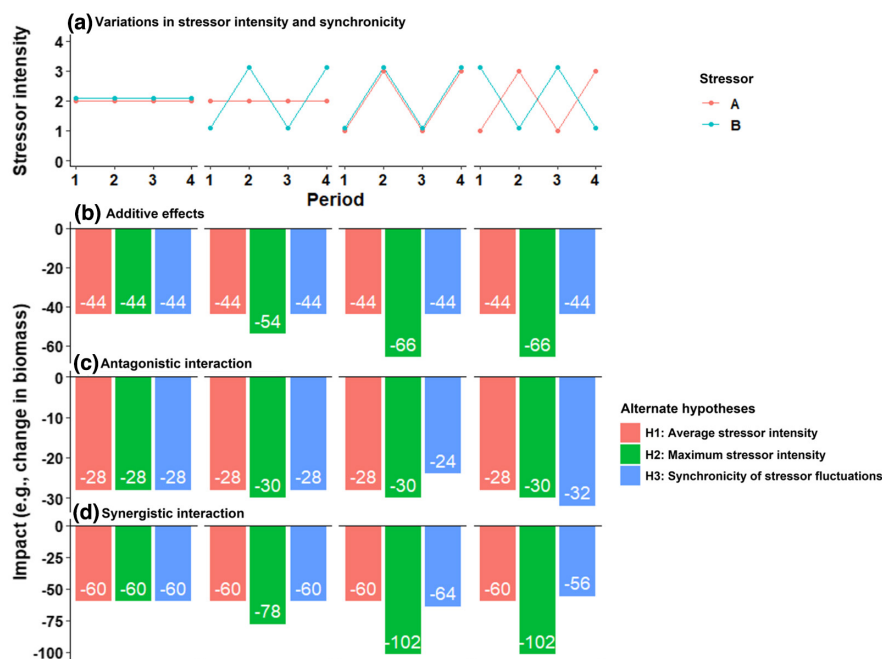 (a) Variations in stressor intensity and synchronicity
Stressor intensity
4
3
2
1
0
1 2 3 4 1 2 3 4 1 2 3 4 1 2 3 4
Period
Stressor
A
B
Impact (e.g., change in biomass)
(b) Additive effects
0
-20
-40
-60
-44 -44 -44 -44 -54 -44 -44 -66 -44 -44 -66 -44
(c) Antagonistic interaction
0
-10
-20
-30
-28 -28 -28 -28 -30 -28 -28 -30 -24 -28 -30 -32
(d) Synergistic interaction
0
-25
-50
-75
-100
-60 -60 -60 -60 -78 -60 -60 -102 -64 -60 -102 -56
Alternate hypotheses
H1: Average stressor intensity
H2: Maximum stressor intensity
H3: Synchronicity of stressor fluctuations